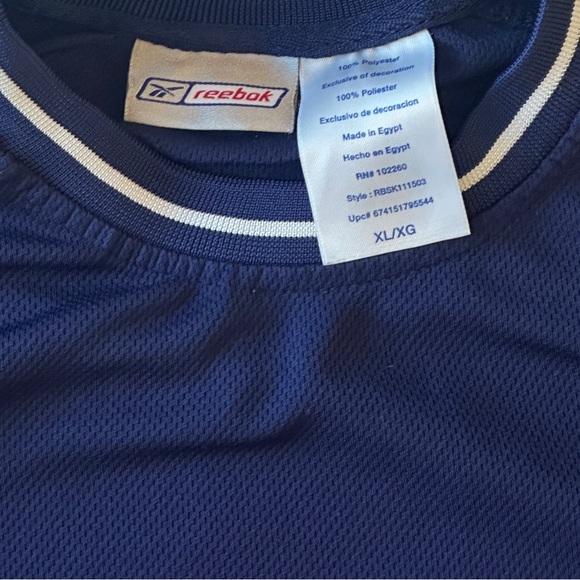 reebok
100% Polyester
Exclusive of decoration
100% Poliester
Exclusivo de decoracion
Made in Egypt
Hecho en Egypt
RN# 102260
Style : RBSK111503
Upc# 674151795544
XL/XG